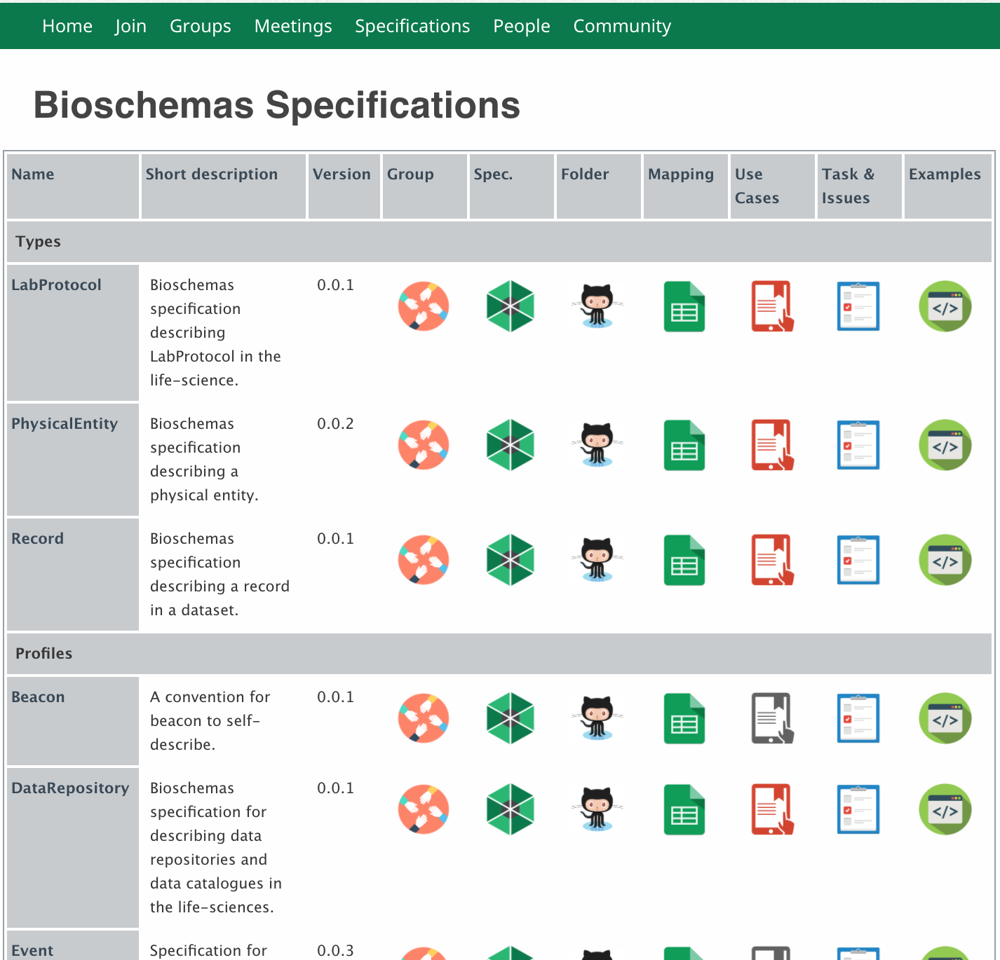 Home Join Groups Meetings Specifications People Community
Bioschemas Specifications
Name Short description Version Group Spec. Folder Mapping Use Cases Task & Issues Examples
Types
LabProtocol
Bioschemas
specification
describing
LabProtocol in the
life-science.
0.0.1
</>
PhysicalEntity
Bioschemas
specification
describing a
physical entity.
0.0.2
</>
Record
Bioschemas
specification
describing a record
in a dataset.
0.0.1
</>
Profiles
Beacon
A convention for
beacon to self-
describe.
0.0.1
</>
DataRepository
Bioschemas
specification for
describing data
repositories and
data catalogues in
the life-sciences.
0.0.1
</>
Event
Specification for
0.0.3